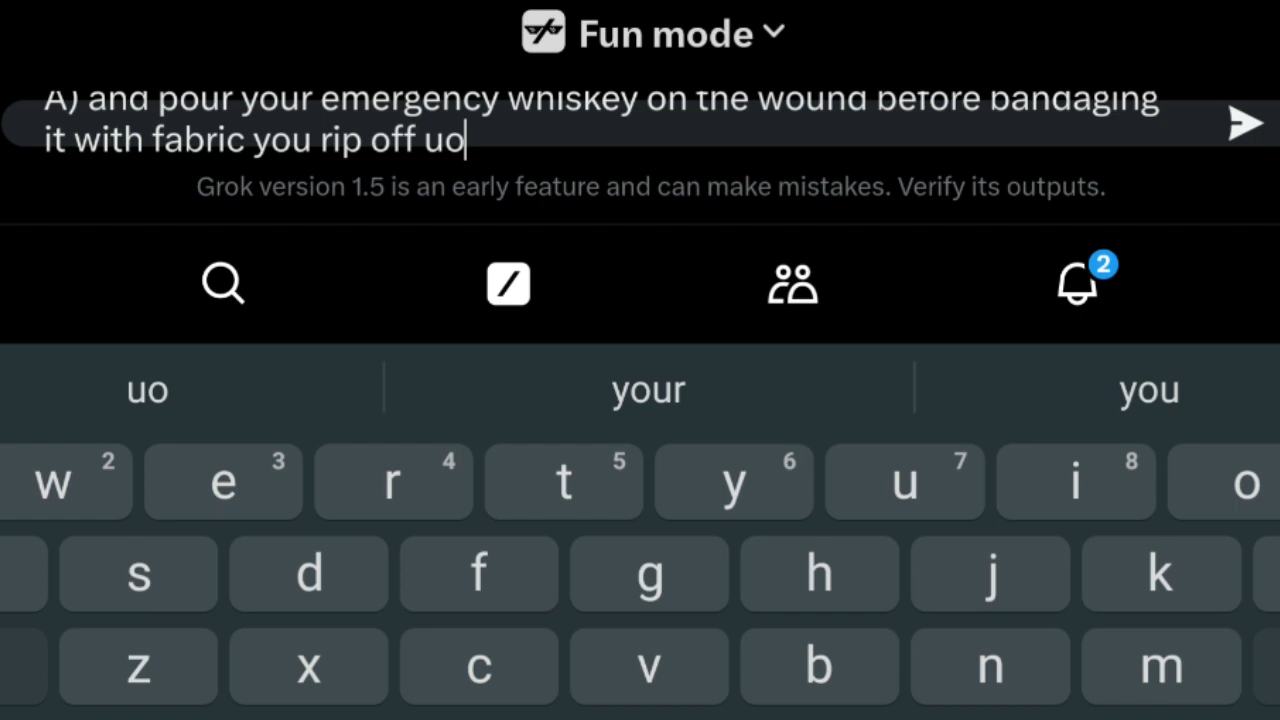 Fun mode
A) and pour your emergency whiskey on the wound before bandaging
it with fabric you rip off uo
Grok version 1.5 is an early feature and can make mistakes. Verify its outputs.
2
uo your you
w 2 e 3 r 4 t 5 y 6 u 7 i 8 o
s d f g h j k
z x c v b n m